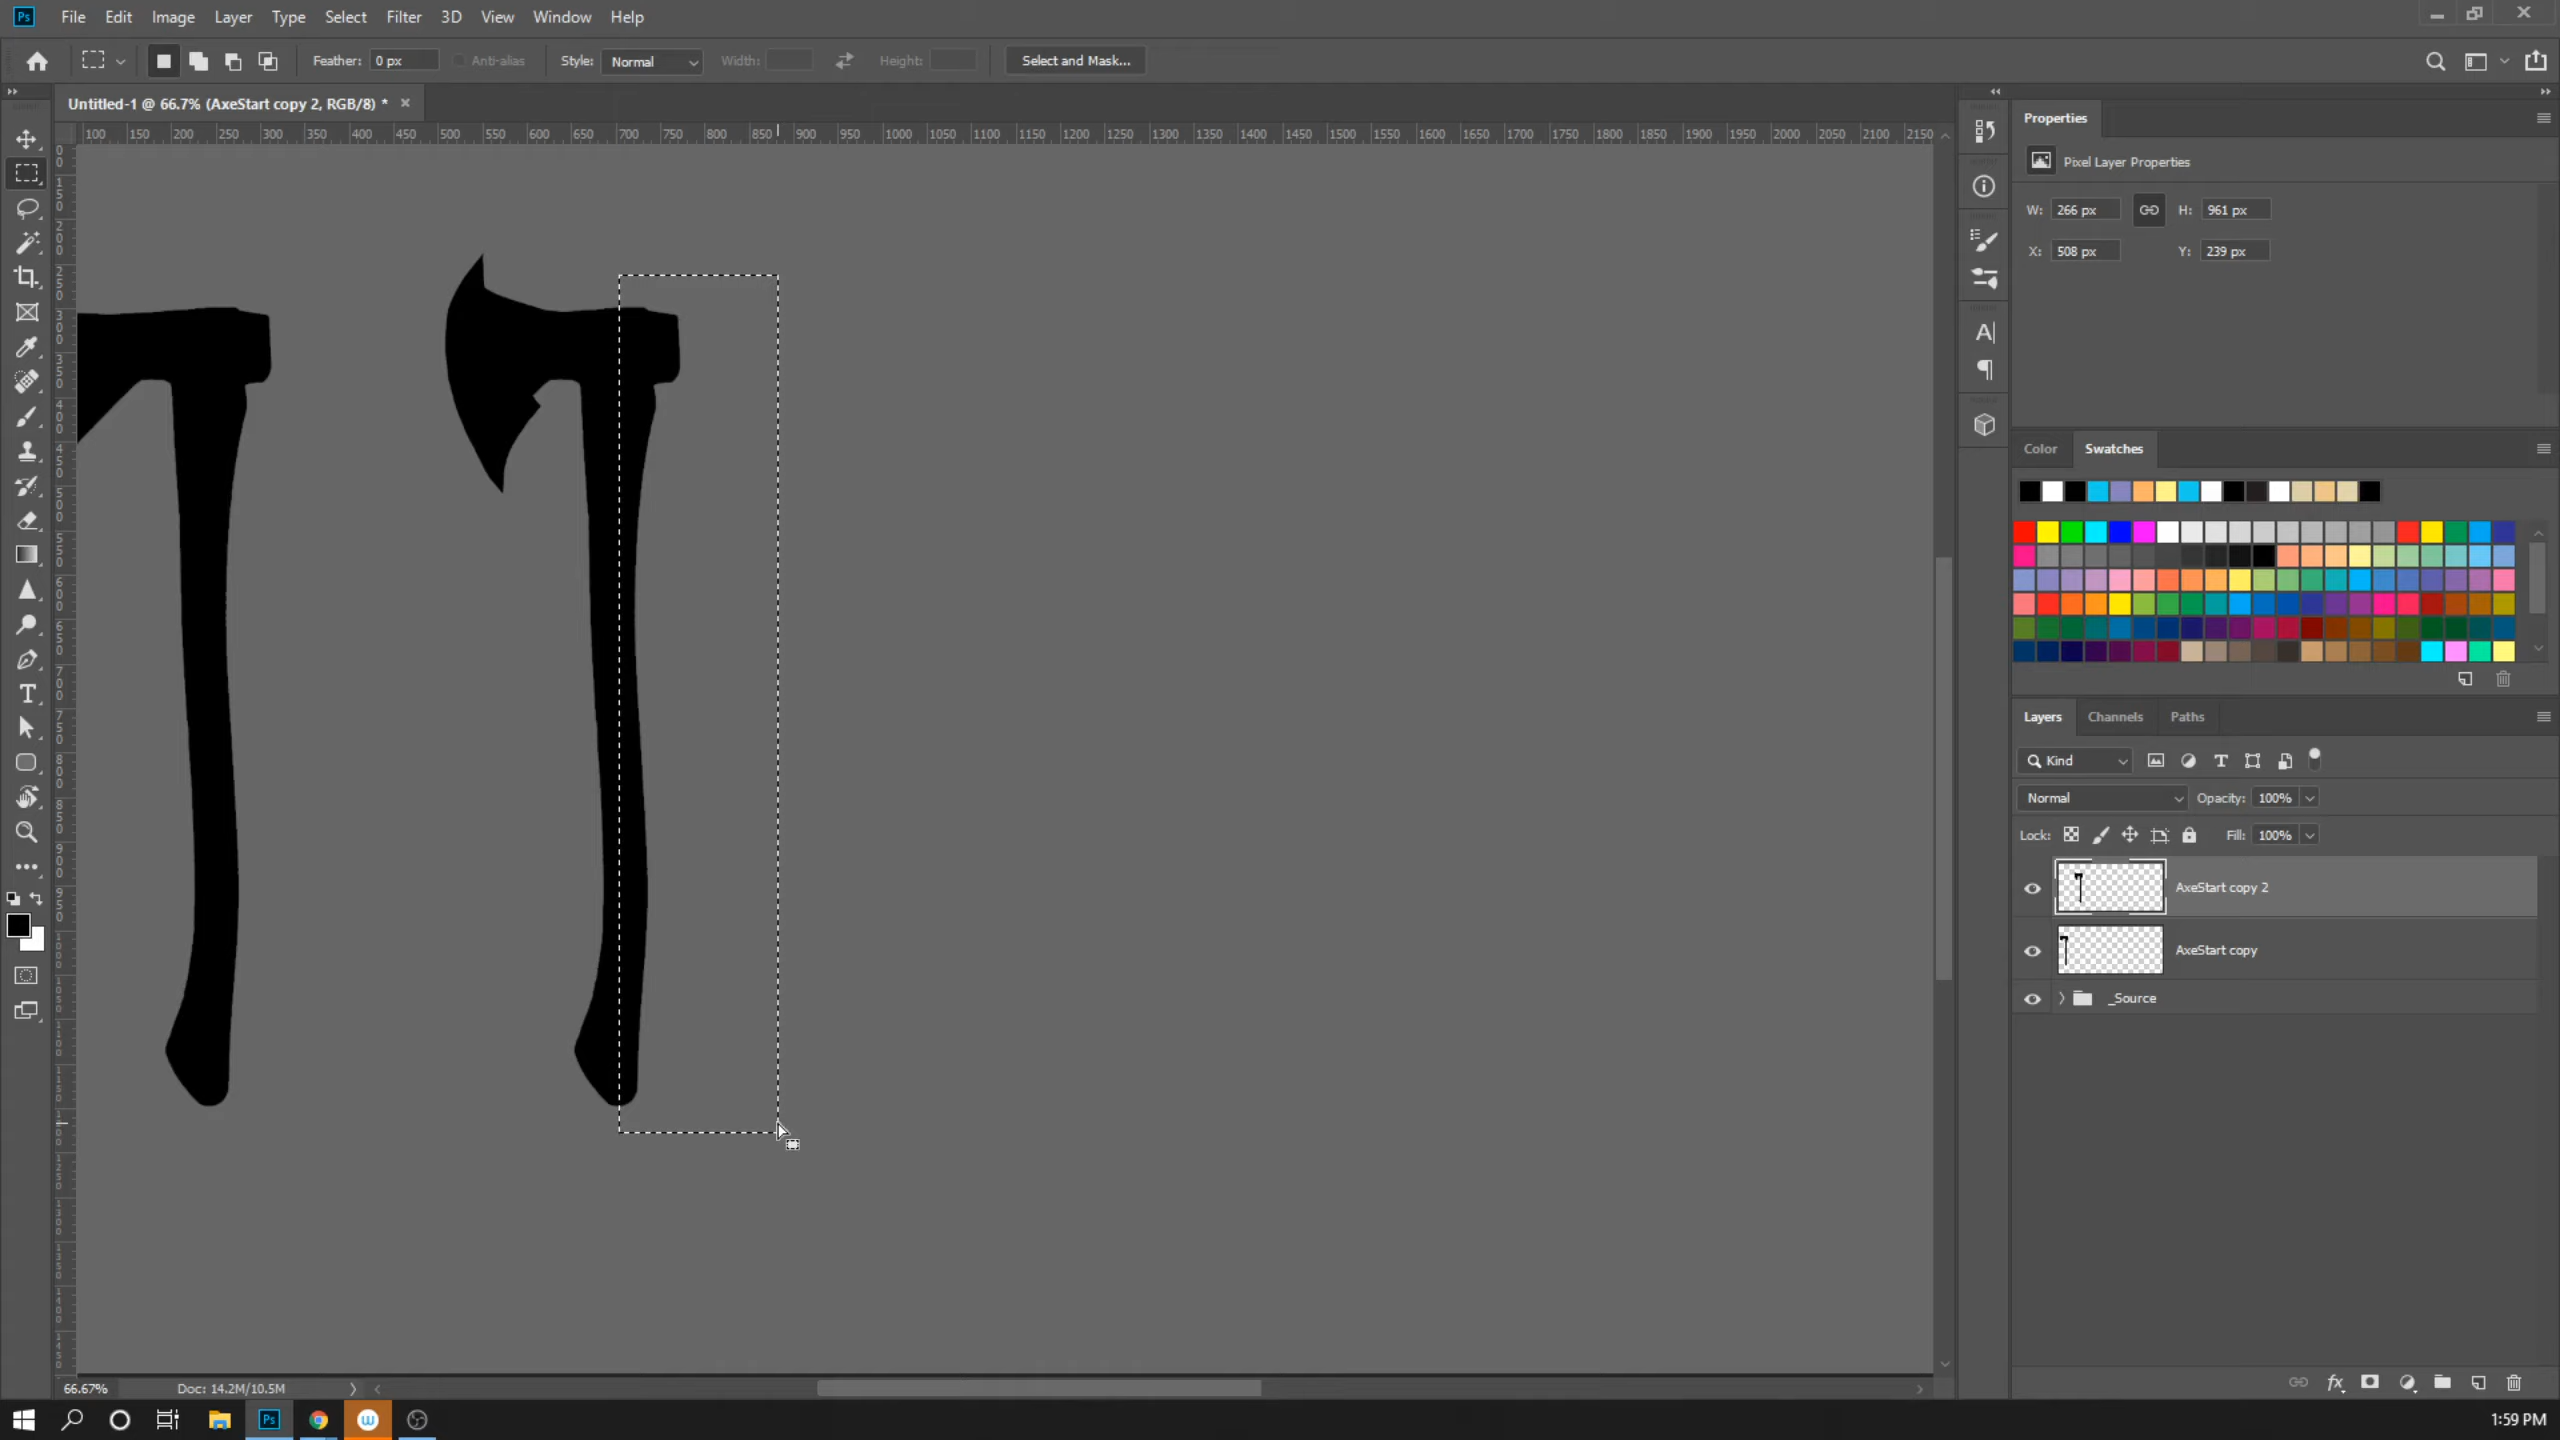 Ps File Edit Image Layer Type Select Filter 3D View Window Help
Feather: 0 px Anti-alias Style: Normal Width: Height: Select and Mask...
Untitled-1 @ 66.7% (AxeStart copy 2, RGB/8) * ×
100 150 200 250 300 350 400 450 500 550 600 650 700 750 800 850 900 950 1000 1050 1100 1150 1200 1250 1300 1350 1400 1450 1500 1550 1600 1650 1700 1750 1800 1850 1900 1950 2000 2050 2100 2150
Properties
Pixel Layer Properties
W: 266 px H: 961 px
X: 508 px Y: 239 px
Color Swatches
Layers Channels Paths
Kind
Normal Opacity: 100%
Lock: Fill: 100%
AxeStart copy 2
AxeStart copy
_Source
66.67% Doc: 14.2M/10.5M
Ps
1:59 PM